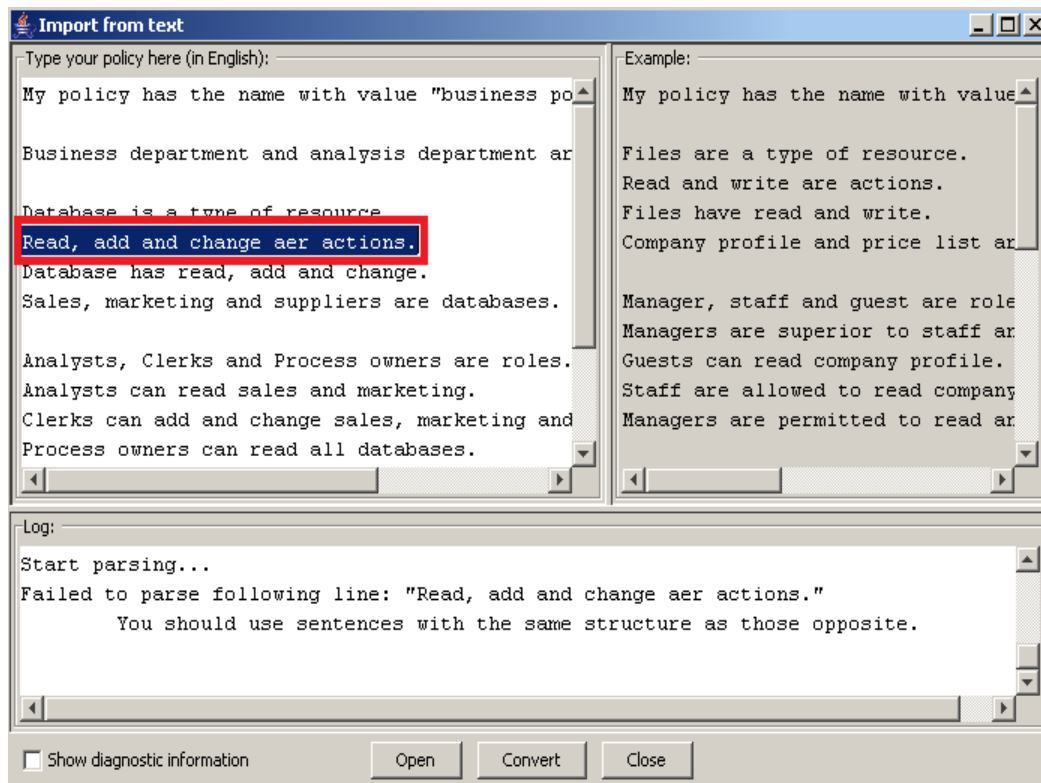 Import from text
Type your policy here (in English):
My policy has the name with value "business po
Business department and analysis department ar
Database is a type of resource
Read, add and change aer actions.
Database has read, add and change.
Sales, marketing and suppliers are databases.
Analysts, Clerks and Process owners are roles.
Analysts can read sales and marketing.
Clerks can add and change sales, marketing and
Process owners can read all databases.
Example:
My policy has the name with value
Files are a type of resource.
Read and write are actions.
Files have read and write.
Company profile and price list ar
Manager, staff and guest are role
Managers are superior to staff an
Guests can read company profile.
Staff are allowed to read company
Managers are permitted to read an
Log:
Start parsing...
Failed to parse following line: "Read, add and change aer actions."
You should use sentences with the same structure as those opposite.
Show diagnostic information
Open
Convert
Close